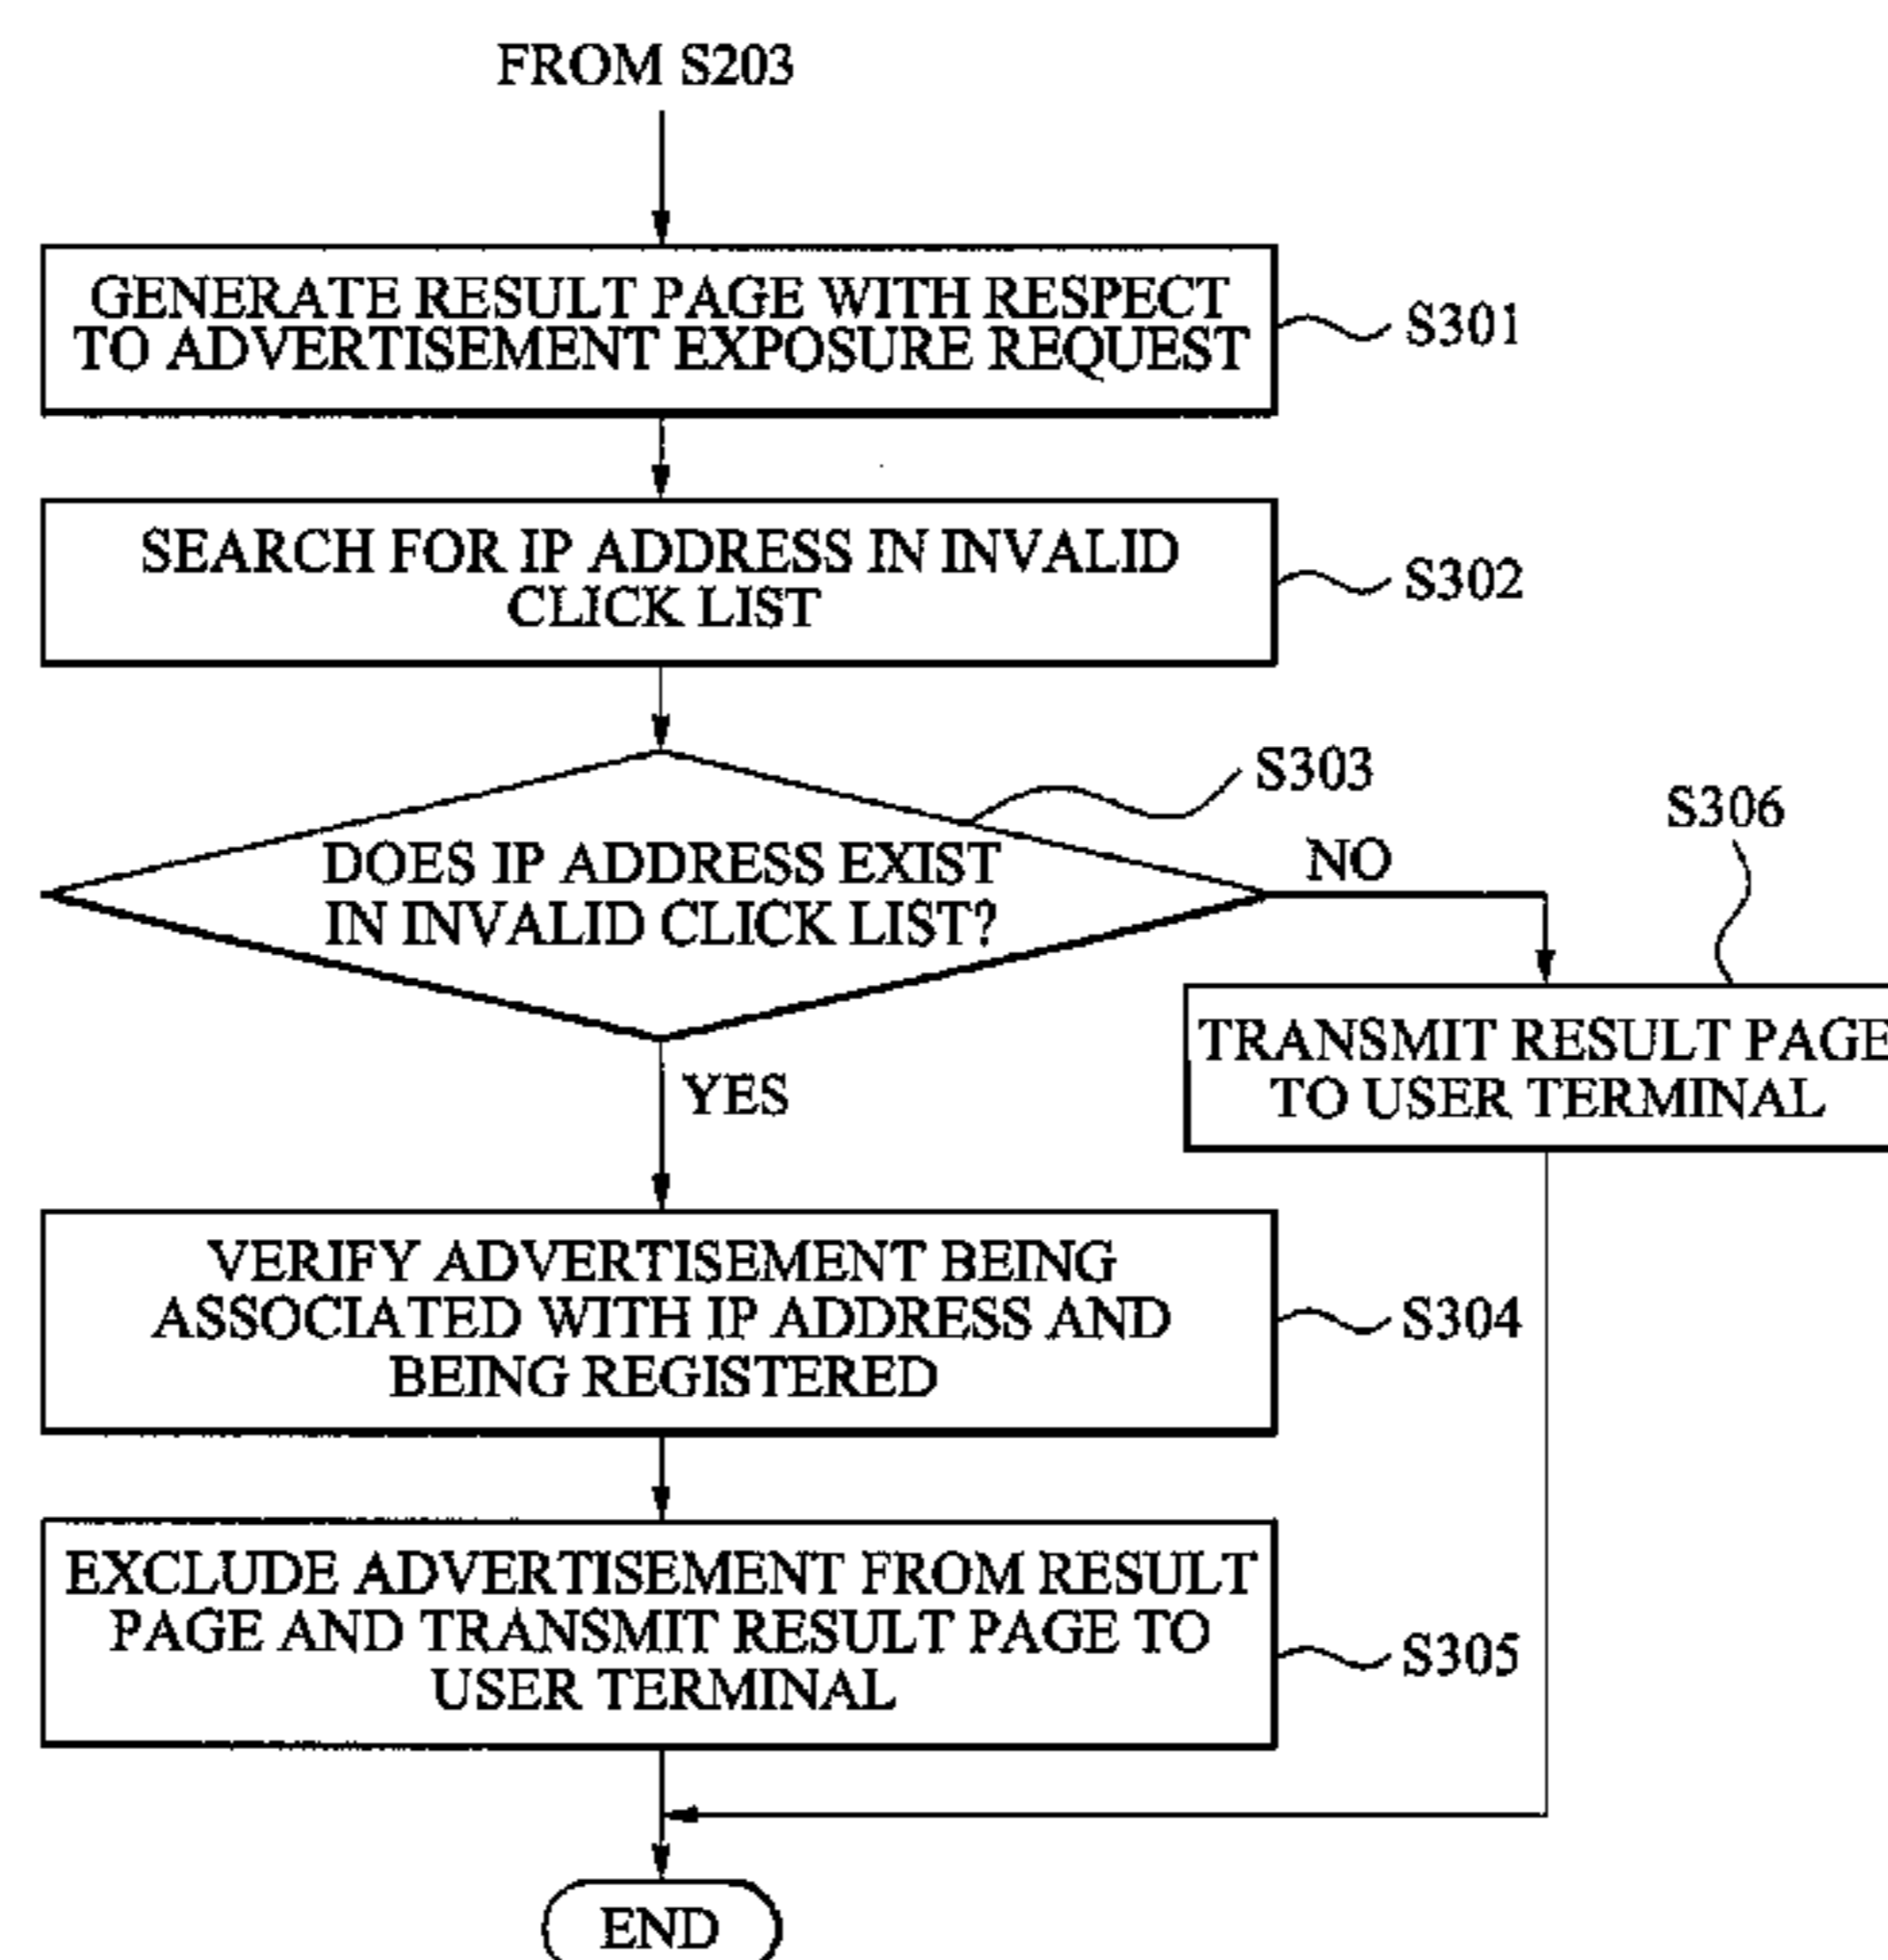 FROM S203
GENERATE RESULT PAGE WITH RESPECT
TO ADVERTISEMENT EXPOSURE REQUEST
S301
SEARCH FOR IP ADDRESS IN INVALID
CLICK LIST
S302
S303
DOES IP ADDRESS EXIST
IN INVALID CLICK LIST?
NO
S306
TRANSMIT RESULT PAGE
TO USER TERMINAL
YES
VERIFY ADVERTISEMENT BEING
ASSOCIATED WITH IP ADDRESS AND
BEING REGISTERED
S304
EXCLUDE ADVERTISEMENT FROM RESULT
PAGE AND TRANSMIT RESULT PAGE TO
USER TERMINAL
S305
END